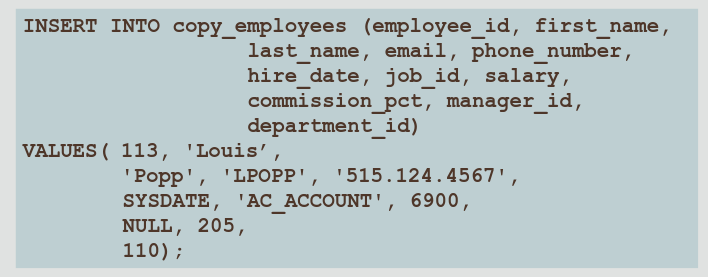 INSERT INTO copy_employees (employee_id, first_name,
last_name, email, phone_number,
hire_date, job_id, salary,
commission_pct, manager_id,
department_id)
VALUES( 113, 'Louis’,
'Popp', 'LPOPP', '515.124.4567',
SYSDATE, 'AC_ACCOUNT', 6900,
NULL, 205,
110);